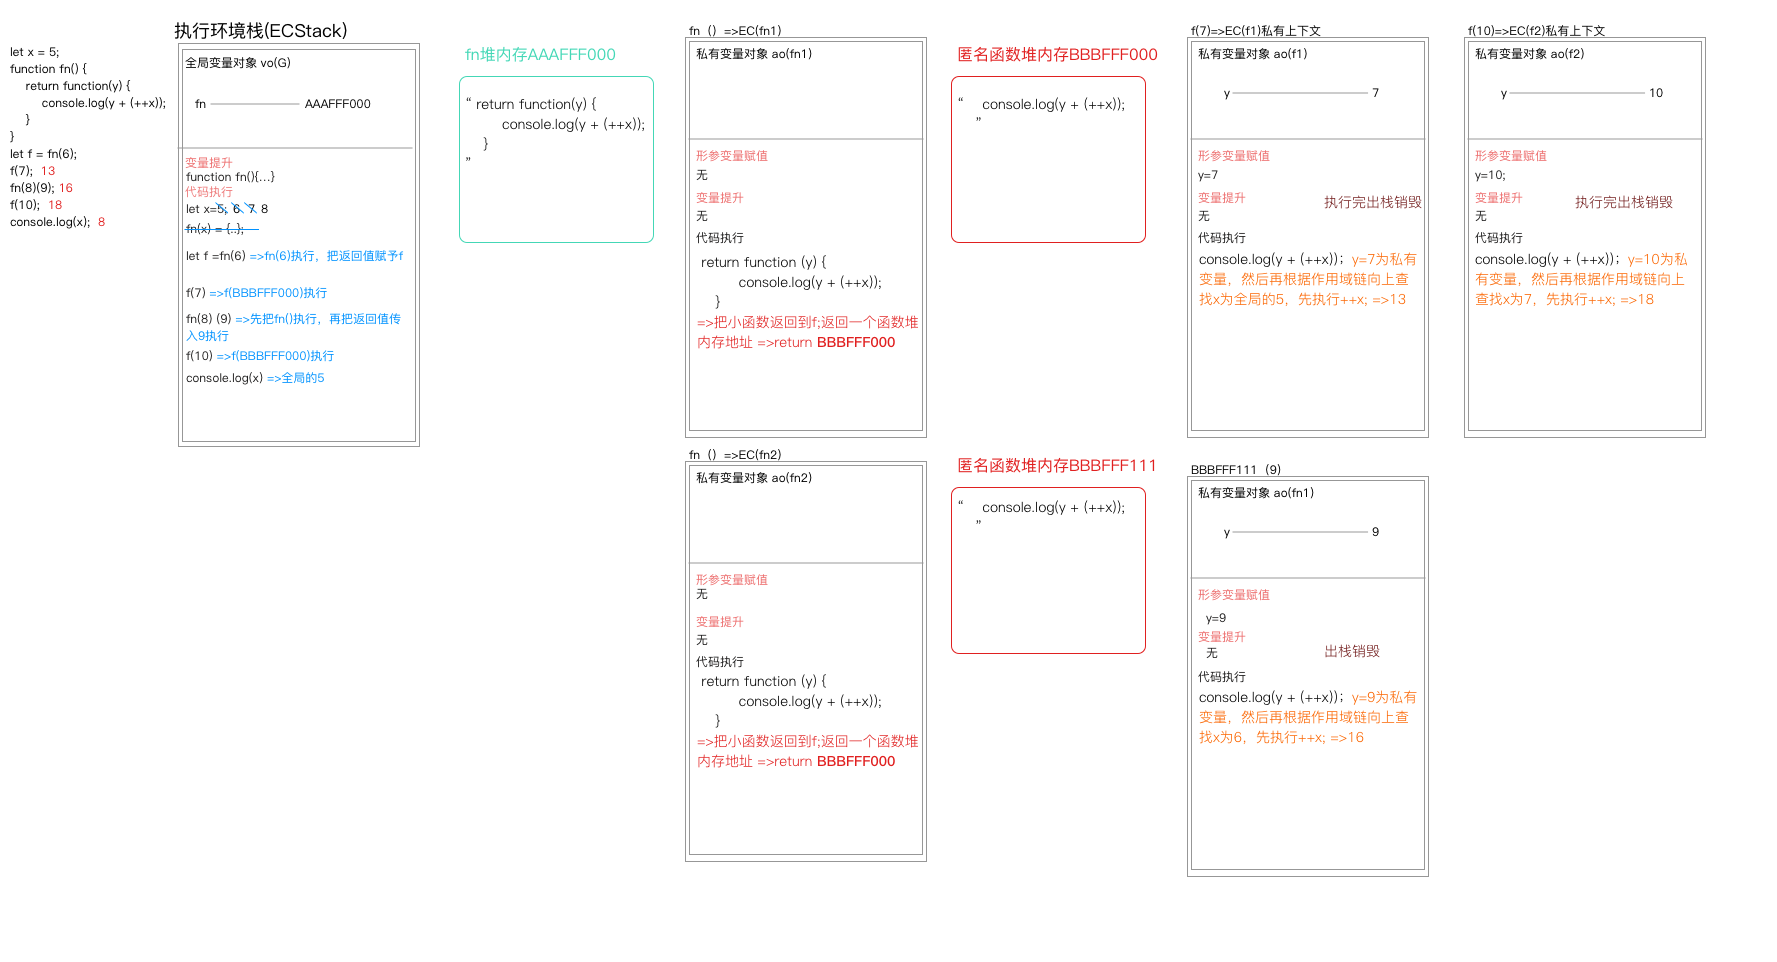 执行环境栈(ECStack)
let x = 5;
function fn() {
return function(y) {
console.log(y + (++x));
}
}
let f = fn(6);
f(7); 13
fn(8)(9); 16
f(10); 18
console.log(x); 8
全局变量对象 vo(G)
fn AAAFFF000
变量提升
function fn(){...}
代码执行
let x=5; 6 7 8
fn(x) = {..};
let f =fn(6) =>fn(6)执行，把返回值赋予f
f(7) =>f(BBBFFF000)执行
fn(8) (9) =>先把fn()执行，再把返回值传
入9执行
f(10) =>f(BBBFFF000)执行
console.log(x) =>全局的5
fn堆内存AAAFFF000
“ return function(y) {
console.log(y + (++x));
}
”
fn（）=>EC(fn1)
私有变量对象 ao(fn1)
形参变量赋值
无
变量提升
无
代码执行
return function (y) {
console.log(y + (++x));
}
=>把小函数返回到f;返回一个函数堆
内存地址 =>return BBBFFF000
匿名函数堆内存BBBFFF000
“ console.log(y + (++x));
”
f(7)=>EC(f1)私有上下文
私有变量对象 ao(f1)
y 7
形参变量赋值
y=7
变量提升
执行完出栈销毁
无
代码执行
console.log(y + (++x)); y=7为私有
变量，然后再根据作用域链向上查
找x为全局的5，先执行++x; =>13
f(10)=>EC(f2)私有上下文
私有变量对象 ao(f2)
y 10
形参变量赋值
y=10;
变量提升
执行完出栈销毁
无
代码执行
console.log(y + (++x)); y=10为私
有变量，然后再根据作用域链向上
查找x为7，先执行++x; =>18
fn（）=>EC(fn2)
私有变量对象 ao(fn2)
形参变量赋值
无
变量提升
无
代码执行
return function (y) {
console.log(y + (++x));
}
=>把小函数返回到f;返回一个函数堆
内存地址 =>return BBBFFF000
匿名函数堆内存BBBFFF111
“ console.log(y + (++x));
”
BBBFFF111（9）
私有变量对象 ao(fn1)
y 9
形参变量赋值
y=9
变量提升
无
出栈销毁
代码执行
console.log(y + (++x)); y=9为私有
变量，然后再根据作用域链向上查
找x为6，先执行++x; =>16